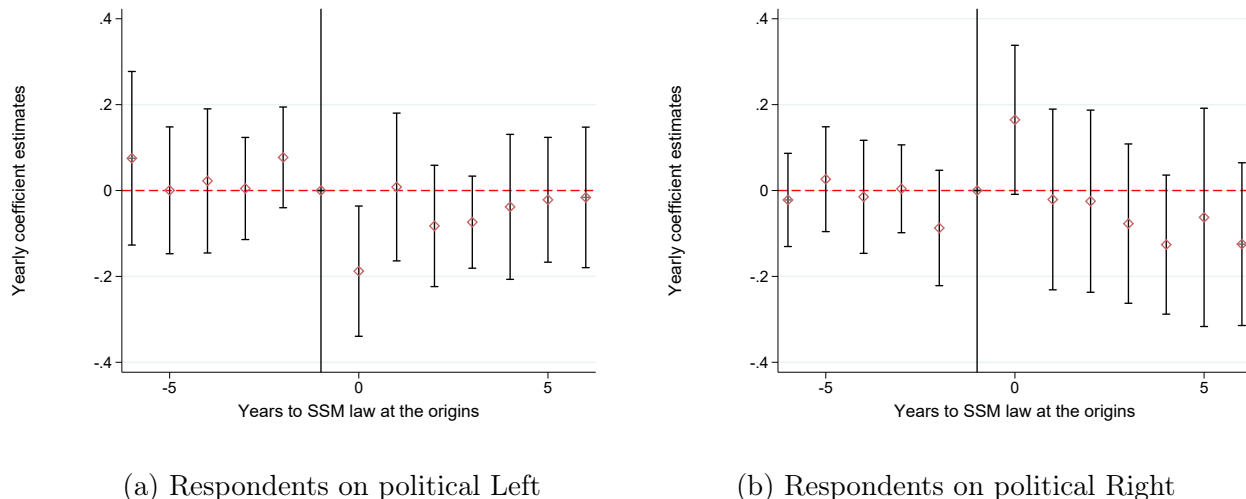 .4
.2
0
-.2
-.4
Yearly coefficient estimates
-5
0
5
Years to SSM law at the origins
(a) Respondents on political Left
.4
.2
0
-.2
-.4
Yearly coefficient estimates
-5
0
5
Years to SSM law at the origins
(b) Respondents on political Right